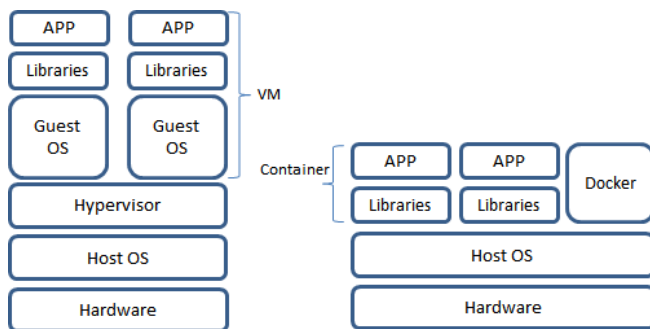 APP APP
Libraries Libraries
VM
Guest OS Guest OS
Hypervisor
Host OS
Hardware
Container
APP APP
Docker
Libraries Libraries
Host OS
Hardware